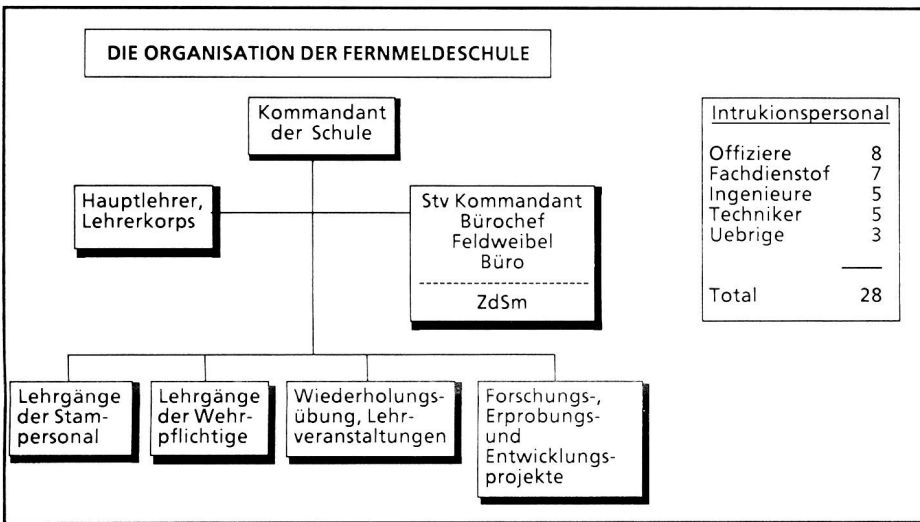 DIE ORGANISATION DER FERNMELDESCHULE
Kommandant
der Schule
Hauptlehrer,
Lehrerkorps
Stv Kommandant
Bürochef
Feldweibel
Büro
ZdSm
Intrukionspersonal
Offiziere 8
Fachdienstof 7
Ingenieure 5
Techniker 5
Uebrige 3
Total 28
Lehrgänge
der Stam-
personal
Lehrgänge
der Wehr-
pflichtige
Wiederholungs-
übung, Lehr-
veranstaltungen
Forschungs-,
Erprobungs-
und
Entwicklungs-
projekte